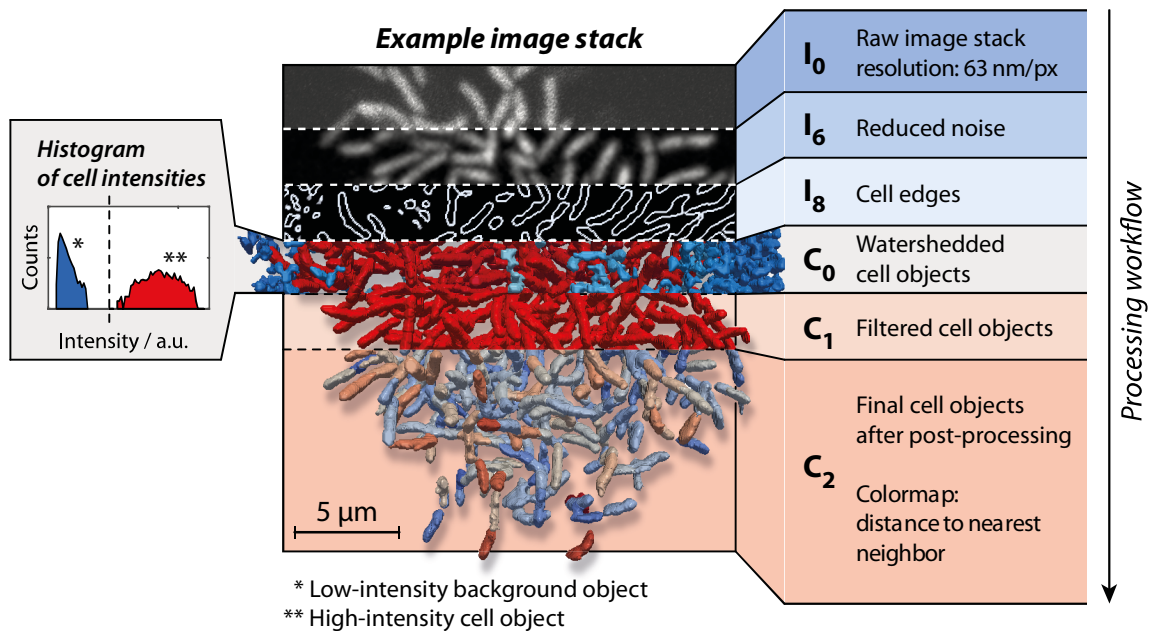 Example image stack
Histogram
of cell intensities
Counts
*
**
Intensity / a.u.
I0
Raw image stack
resolution: 63 nm/px
I6
Reduced noise
I8
Cell edges
C0
Watershedded
cell objects
C1
Filtered cell objects
C2
Final cell objects
after post-processing
Colormap:
distance to nearest
neighbor
Processing workflow
5 µm
* Low-intensity background object
** High-intensity cell object